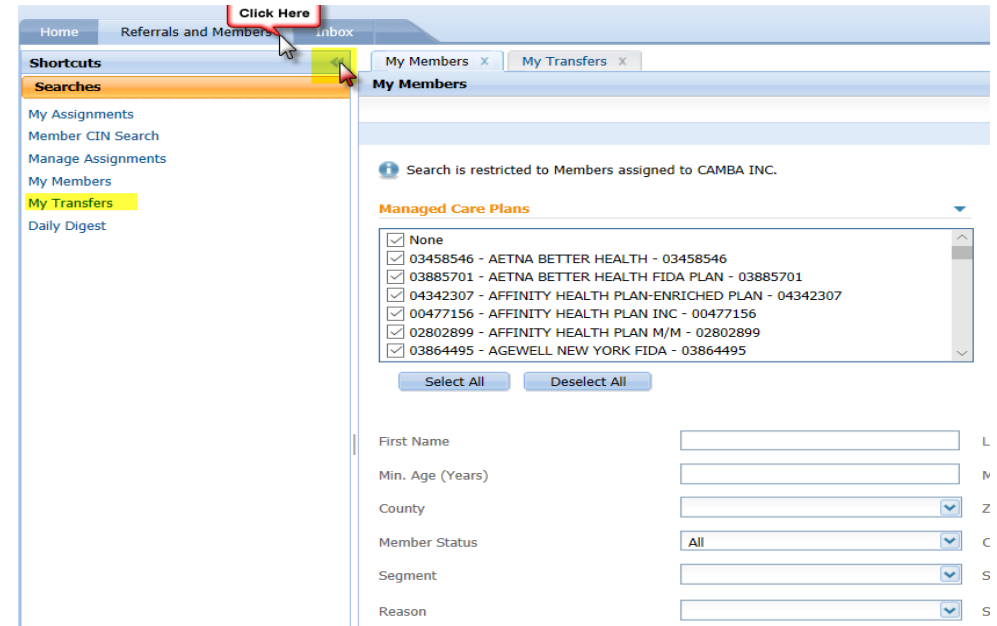 Click Here
Home Referrals and Members Inbox
Shortcuts
Searches
My Assignments
Member CIN Search
Manage Assignments
My Members
My Transfers
Daily Digest
My Members X My Transfers X
My Members
Search is restricted to Members assigned to CAMBA INC.
Managed Care Plans
None
03458546 - AETNA BETTER HEALTH - 03458546
03885701 - AETNA BETTER HEALTH FIDA PLAN - 03885701
04342307 - AFFINITY HEALTH PLAN-ENRICHED PLAN - 04342307
00477156 - AFFINITY HEALTH PLAN INC - 00477156
02802899 - AFFINITY HEALTH PLAN M/M - 02802899
03864495 - AGEWELL NEW YORK FIDA - 03864495
Select All Deselect All
First Name L
Min. Age (Years) M
County Z
Member Status All C
Segment S
Reason S